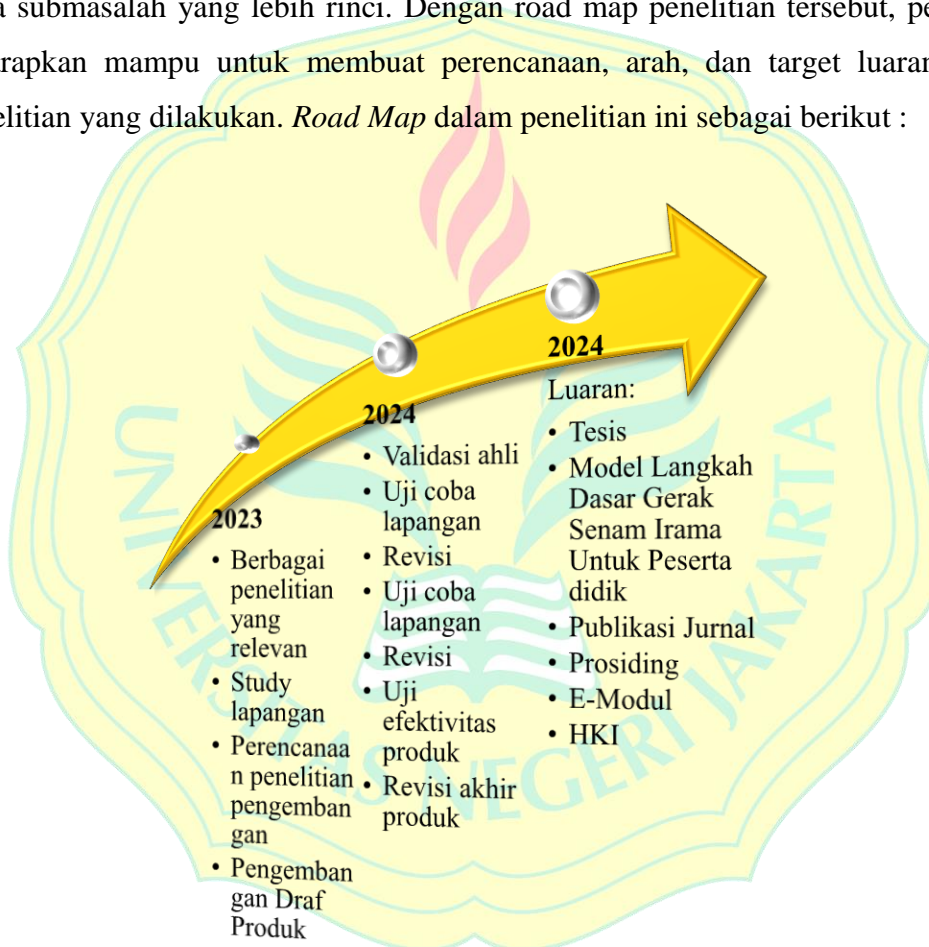 a submasalah yang lebih rinci. Dengan road map penelitian tersebut, pe
rapkan mampu untuk membuat perencanaan, arah, dan target luaran
elitian yang dilakukan. Road Map dalam penelitian ini sebagai berikut :
2023
• Berbagai
penelitian
yang
relevan
• Study
lapangan
• Perencanaa
n penelitian
pengemban
gan
• Pengemban
gan Draf
Produk
2024
• Validasi ahli
• Uji coba
lapangan
• Revisi
• Uji coba
lapangan
• Revisi
• Uji
efektivitas
produk
• Revisi akhir
produk
2024
Luaran:
• Tesis
• Model Langkah
Dasar Gerak
Senam Irama
Untuk Peserta
didik
• Publikasi Jurnal
• Prosiding
• E-Modul
• HKI
UNIVERSITAS NEGERI JAKARTA